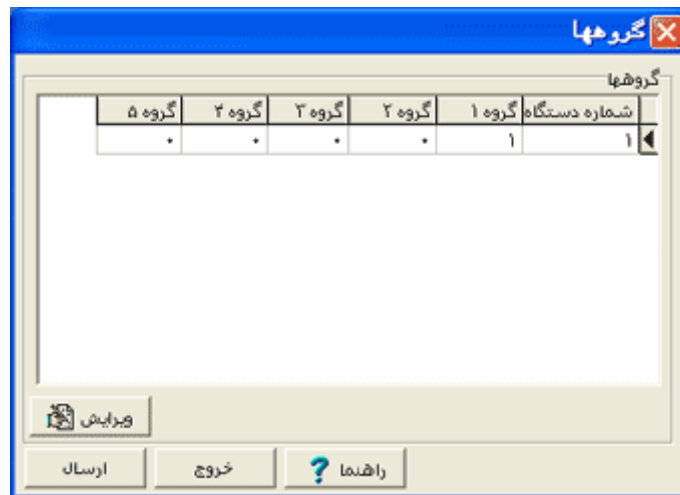 گروهها
گروهها
شماره دستگاه گروه ۱ گروه ۲ گروه ۳ گروه ۴ گروه ۵
۱ ۱ ۰ ۰ ۰ ۰
ویرایش
راهنما ? خروج ارسال